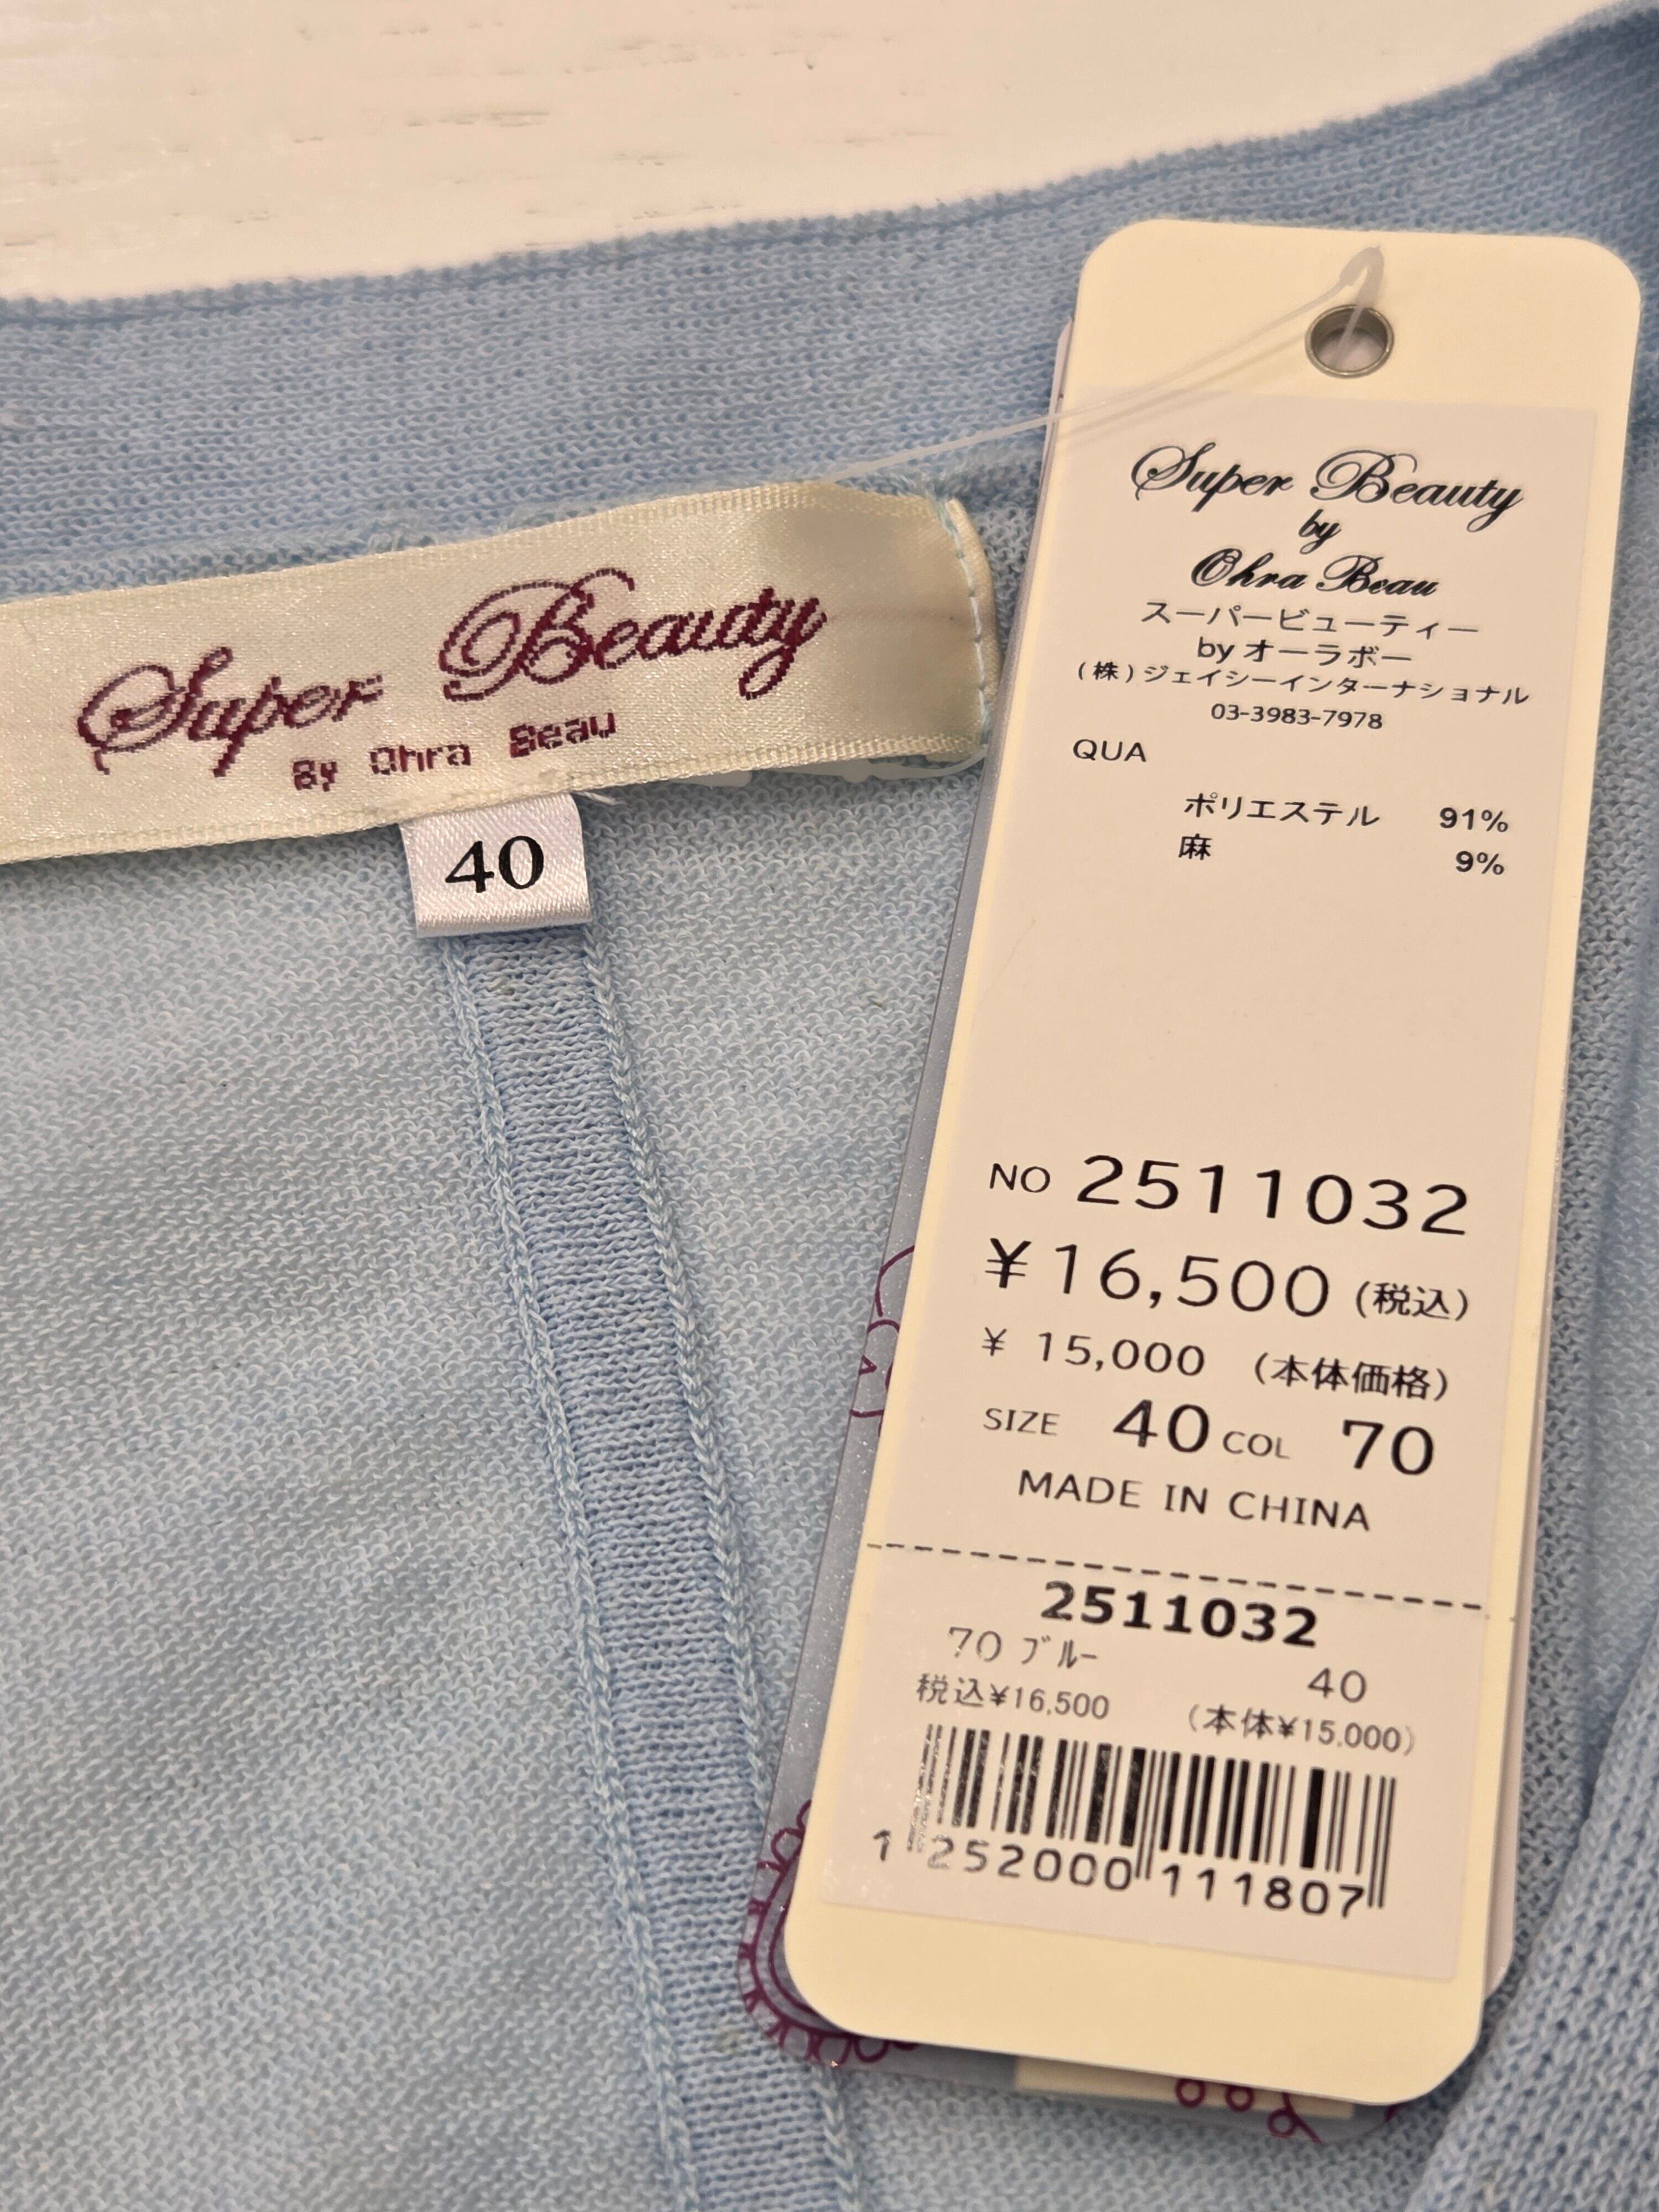 Super Beauty
By Ohra Beau
40
Super Beauty
by
Ohra Beau
スーパービューティー
by オーラボー
(株)ジェイシーインターナショナル
03-3983-7978
QUA
ポリエステル 91%
麻 9%
NO 2511032
¥16,500 (税込)
¥ 15,000 (本体価格)
SIZE 40 COL 70
MADE IN CHINA
2511032
70 ブルー 40
税込¥16,500 (本体¥15.000)
1 252000 111807